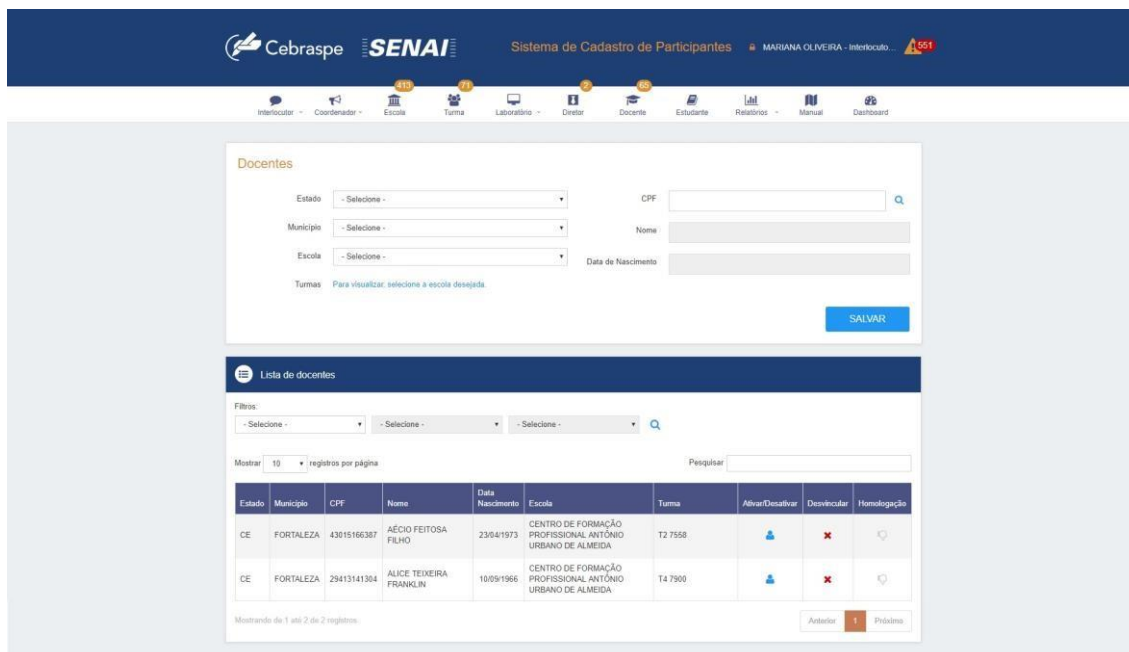 Cebraspe SENAI Sistema de Cadastro de Participantes MARIANA OLIVEIRA - Interlocuto... 551
413 71 2 65
Interlocutor Coordenador Escola Turma Laboratório Diretor Docente Estudante Relatórios Manual Dashboard
Docentes
Estado - Selecione - CPF
Município - Selecione - Nome
Escola - Selecione - Data de Nascimento
Turmas Para visualizar, selecione a escola desejada.
SALVAR
Lista de docentes
Filtros:
- Selecione - - Selecione - - Selecione -
Mostrar 10 registros por página Pesquisar
Estado Município CPF Nome Data Nascimento Escola Turma Ativar/Desativar Desvincular Homologação
CE FORTALEZA 43015166387 AÉCIO FEITOSA FILHO 23/04/1973 CENTRO DE FORMAÇÃO PROFISSIONAL ANTÔNIO URBANO DE ALMEIDA T2 7558
CE FORTALEZA 29413141304 ALICE TEIXEIRA FRANKLIN 10/09/1966 CENTRO DE FORMAÇÃO PROFISSIONAL ANTÔNIO URBANO DE ALMEIDA T4 7900
Mostrando de 1 até 2 de 2 registros. Anterior 1 Próximo